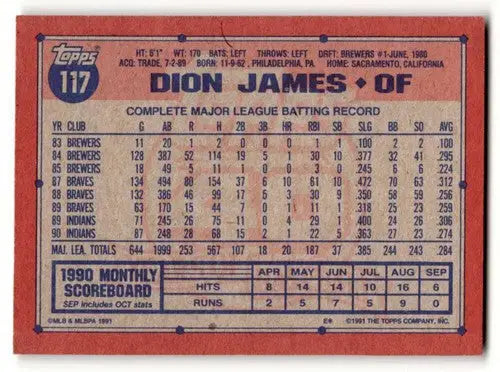 Topps
117
HT: 6'1" WT: 170 BATS: LEFT THROWS: LEFT DRFT: BREWERS #1-JUNE, 1980
ACQ: TRADE, 7-2-89 BORN: 11-9-62, PHILADELPHIA, PA. HOME: SACRAMENTO, CALIFORNIA
DION JAMES ◆ OF
COMPLETE MAJOR LEAGUE BATTING RECORD
YR CLUB G AB R H 2B 3B HR RBI SB SLG BB SO AVG
83 BREWERS 11 20 1 2 0 0 0 1 1 .100 2 2 .100
84 BREWERS 128 387 52 114 19 5 1 30 10 .377 32 41 .295
85 BREWERS 18 49 5 11 1 0 0 3 0 .245 6 6 .224
87 BRAVES 134 494 80 154 37 6 10 61 10 .472 70 63 .312
88 BRAVES 132 386 46 99 17 5 3 30 9 .350 58 59 .256
89 BRAVES 63 170 15 44 7 0 1 11 1 .318 25 23 .259
89 INDIANS 71 245 26 75 11 0 4 29 1 .400 24 26 .306
90 INDIANS 87 248 28 68 15 2 1 22 5 .363 27 23 .274
MAJ. LEA. TOTALS 644 1999 253 567 107 18 20 187 37 .385 244 243 .284
1990 MONTHLY SCOREBOARD
SEP includes OCT stats
APR MAY JUN JUL AUG SEP
HITS 8 14 14 10 16 6
RUNS 2 5 7 5 9 0
©MLB & MLBPA 1991 E* ©1991 THE TOPPS COMPANY, INC.